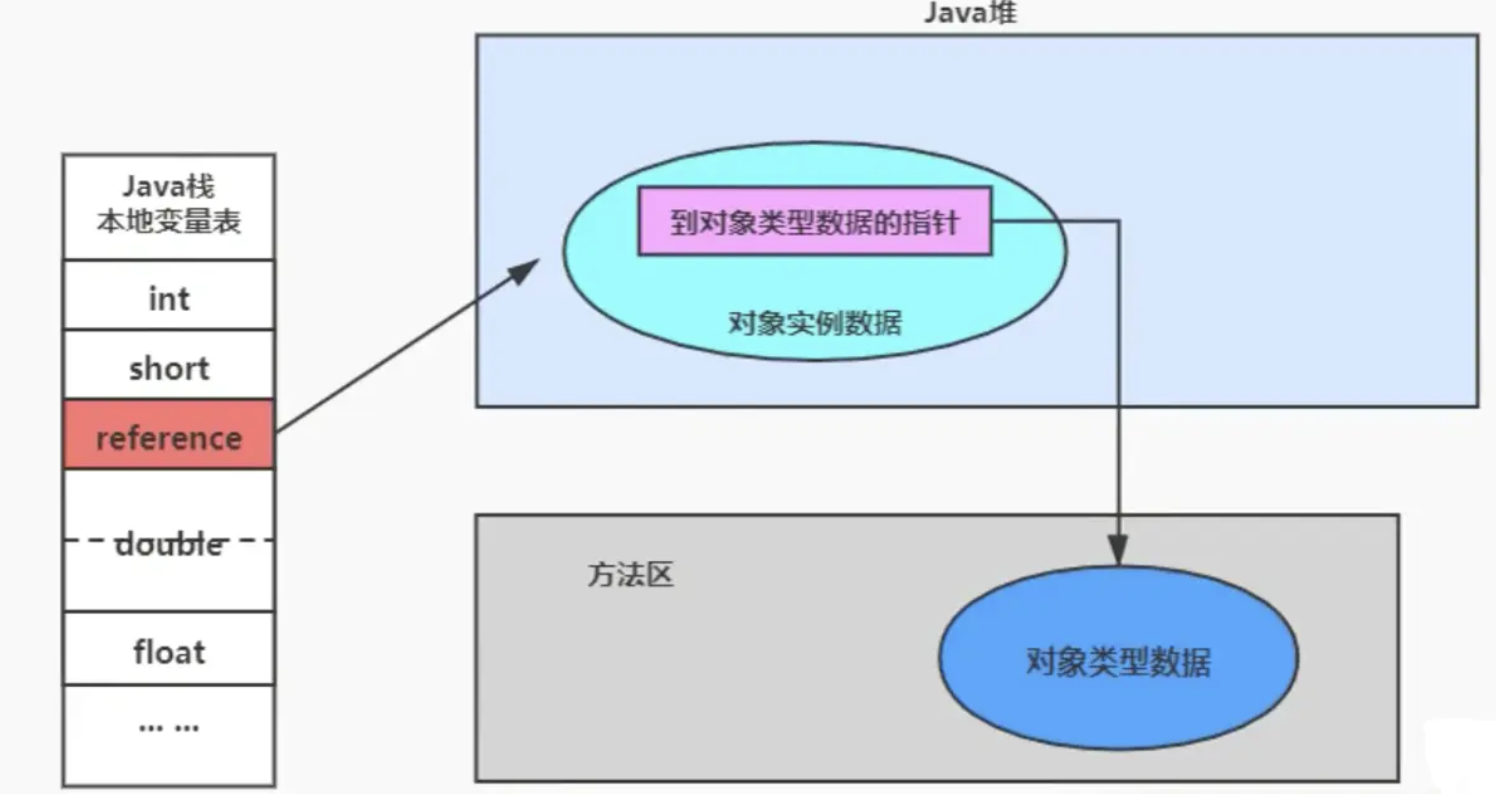 Java堆
Java栈
本地变量表
int
short
reference
double
float
... ...
到对象类型数据的指针
对象实例数据
方法区
对象类型数据